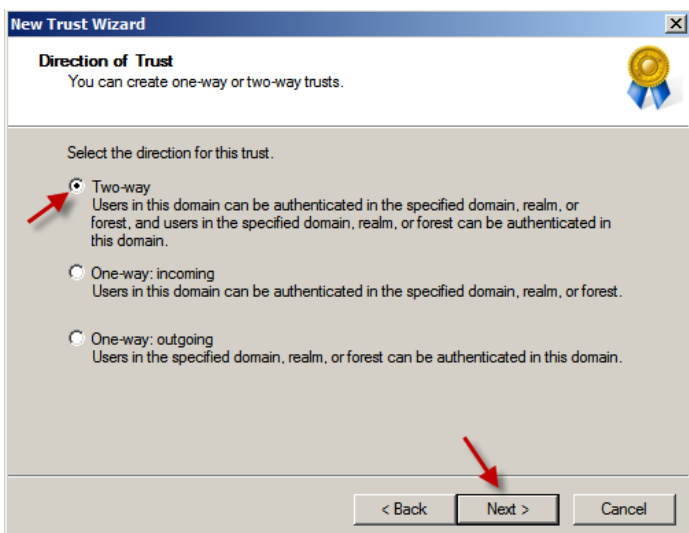 New Trust Wizard
Direction of Trust
You can create one-way or two-way trusts.
Select the direction for this trust.
Two-way
Users in this domain can be authenticated in the specified domain, realm, or
forest, and users in the specified domain, realm, or forest can be authenticated in
this domain.
One-way: incoming
Users in this domain can be authenticated in the specified domain, realm, or forest.
One-way: outgoing
Users in the specified domain, realm, or forest can be authenticated in this domain.
< Back Next > Cancel